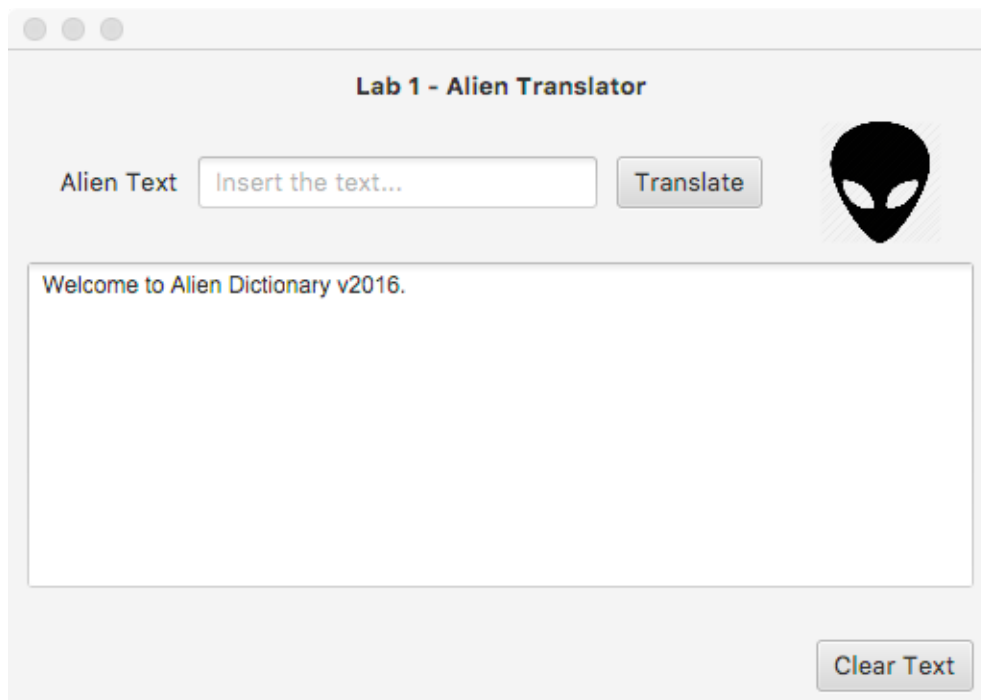 Lab 1 - Alien Translator
Alien Text Insert the text... Translate
Welcome to Alien Dictionary v2016.
Clear Text